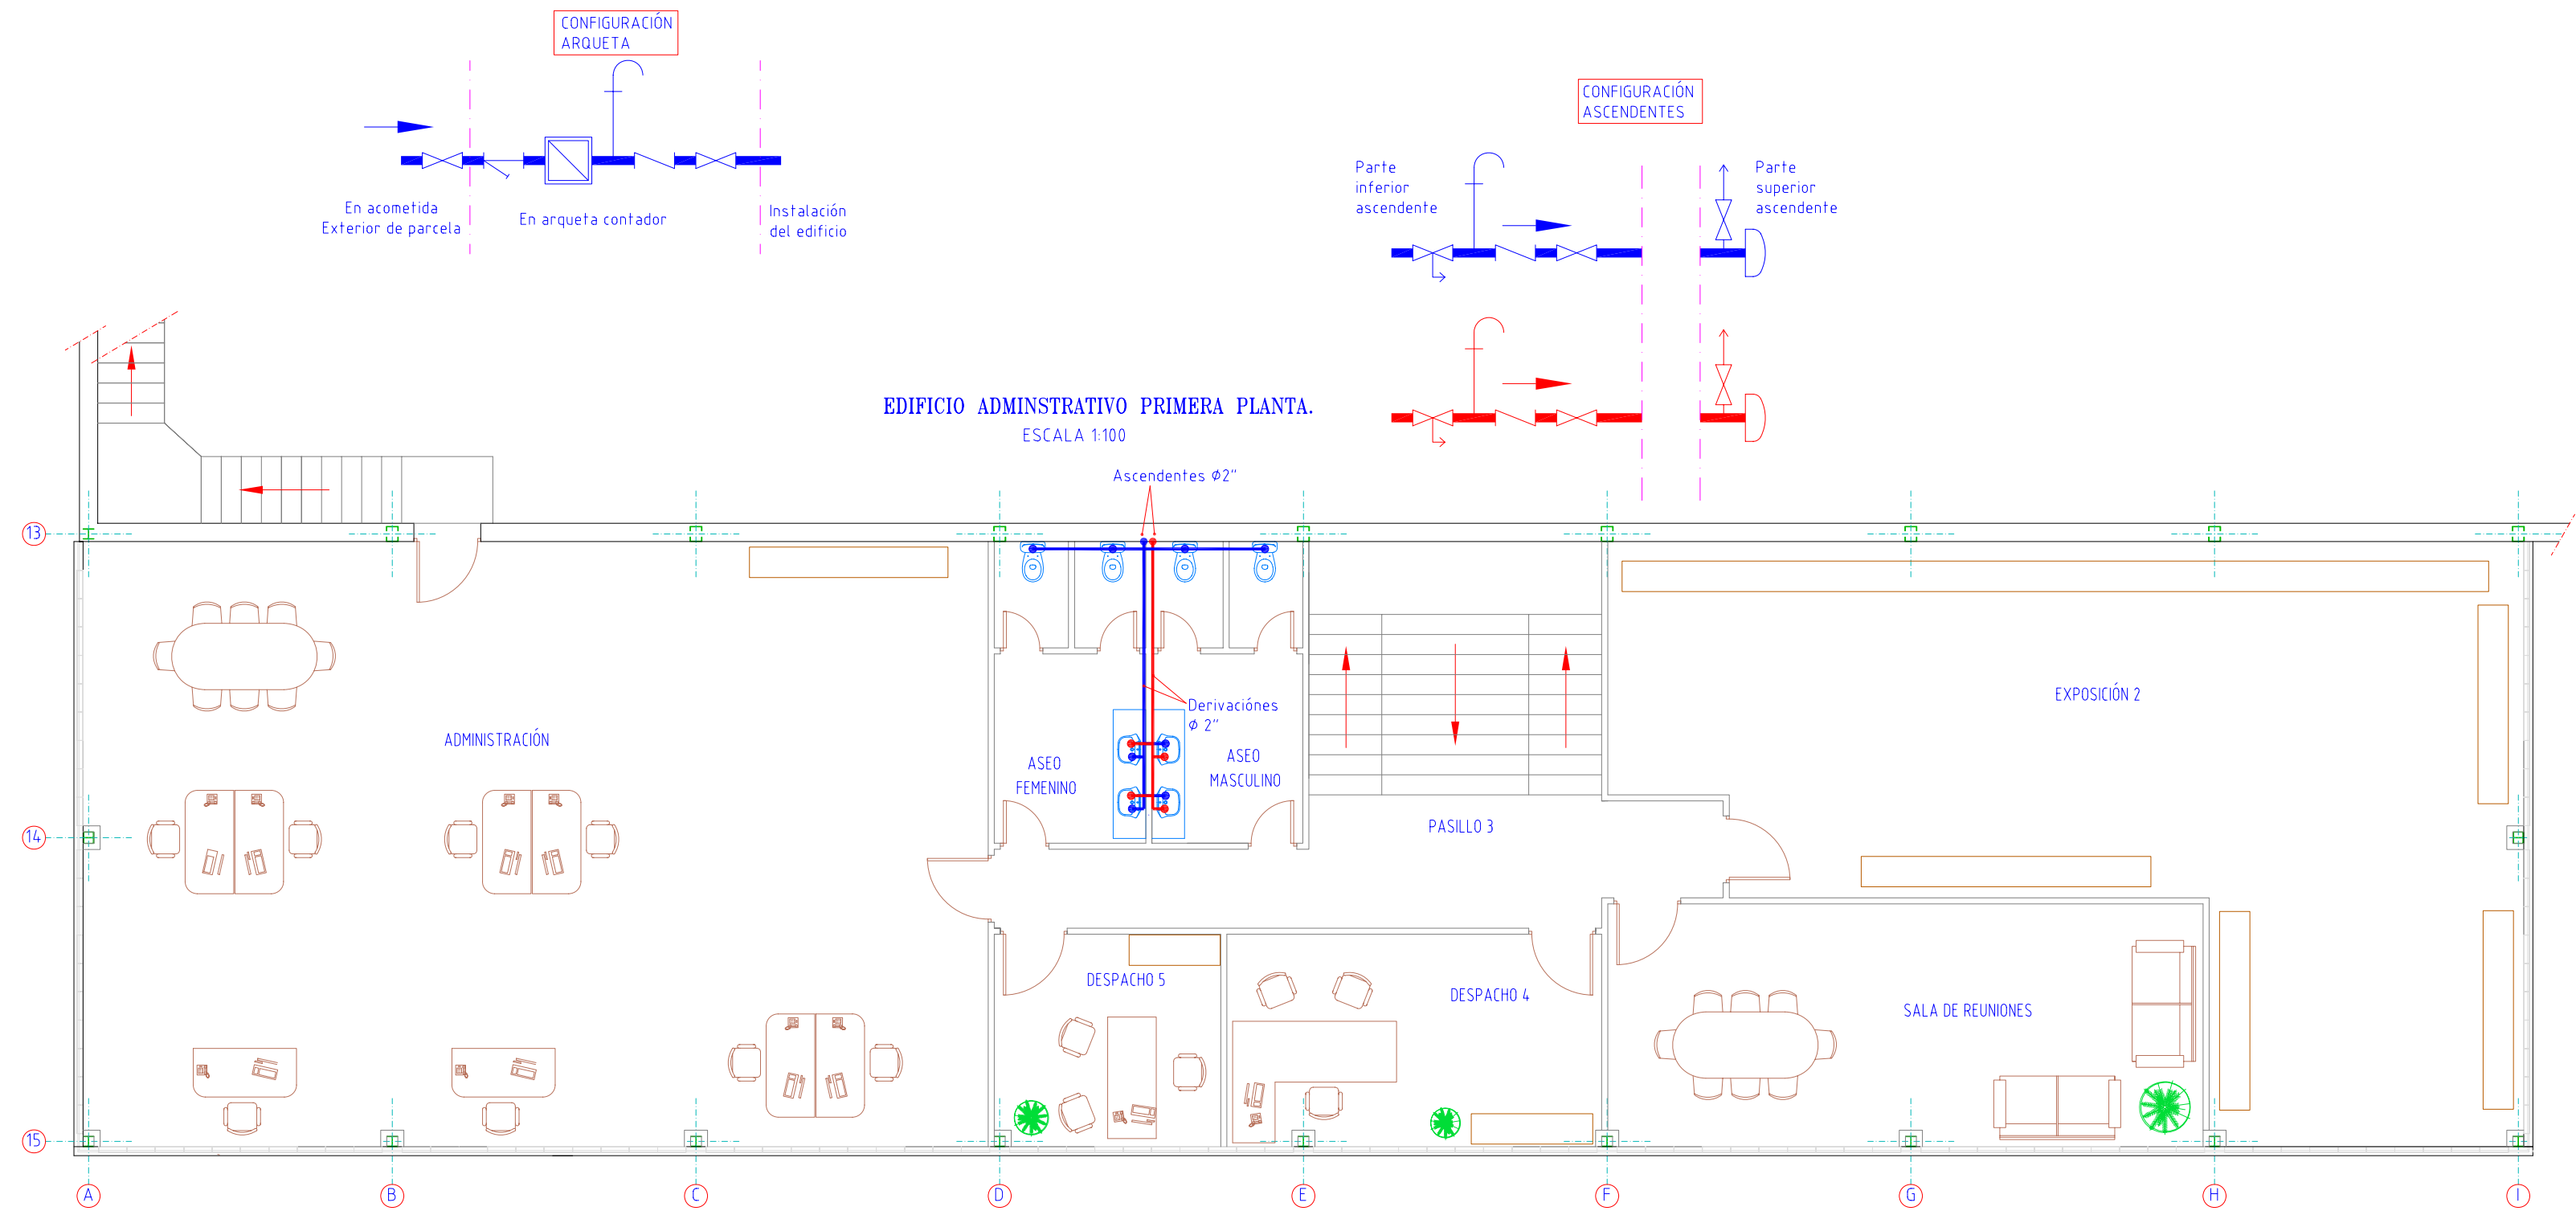 CONFIGURACIÓN
ARQUETA
En acometida
Exterior de parcela
En arqueta contador
Instalación
del edificio
CONFIGURACIÓN
ASCENDENTES
Parte
inferior
ascendente
Parte
superior
ascendente
EDIFICIO ADMINSTRATIVO PRIMERA PLANTA.
ESCALA 1:100
Ascendentes Ø2"
13
Derivaciónes
Ø 2"
EXPOSICIÓN 2
ADMINISTRACIÓN
ASEO
FEMENINO
ASEO
MASCULINO
PASILLO 3
14
DESPACHO 5
DESPACHO 4
SALA DE REUNIONES
15
A
B
C
D
E
F
G
H
I